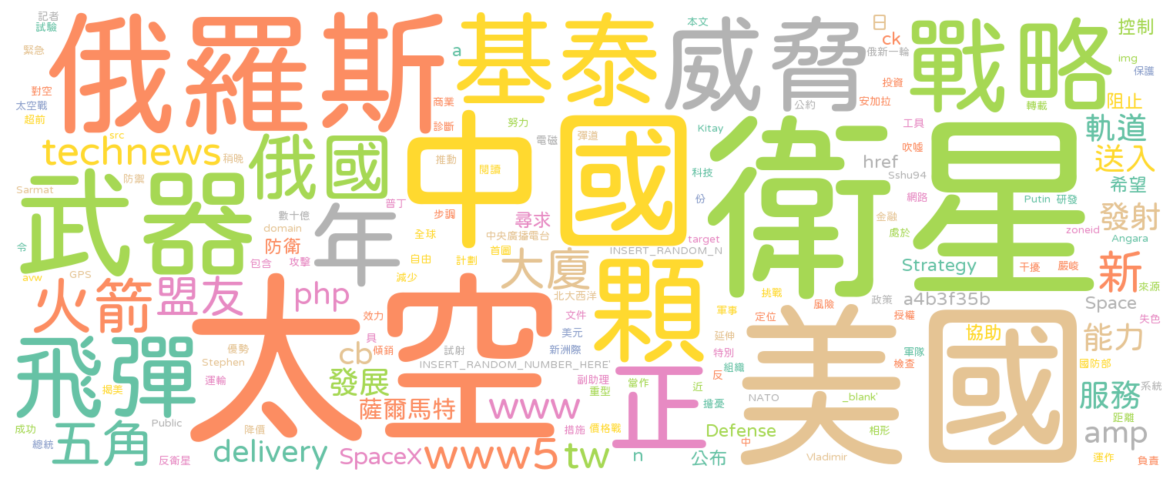 記者
試驗
緊急
對空
太空戰
超前
俄羅斯
a
商業
診斷
基泰
努力
本文
威脅
公約
日
ck
俄新一輪
投資
安加拉
戰略
轉載
控制
img
保護
阻止
src
technews
稍晚
俄國
推動
閱讀
電磁
彈道
Kitay
科技
工具
吹噓
href
Sshu94
軌道
送入
希望
Sarmat
防禦
武器
數十億
domain
普丁
步調
中國
份
網路
衛星
Putin
研發
發射
金融
處於
zoneid
Angara
令
年
防衛
全球
尋求
中央廣播電台
target
INSERT_RANDOM_N
avw
GPS
包含
攻擊
自由
計劃
首圖
減少
大廈
北大西洋
顆
挑戰
Strategy
干擾
嚴峻
新
來源
火箭
盟友
php
效力
文件
美元
軍事
風險
政策
a4b3f35b
Space
失色
太空
具
傾銷
試射
新洲際
定位
授權
協助
能力
飛彈
優勢
Stephen
運輸
揭美
cb
INSERT_RANDOM_NUMBER_HERE'
延伸
特別
組織
美國
軍隊
檢查
國防部
發展
副助理
重型
正
當作
近
反
擔憂
NATO
_blank'
服務
系統
距離
成功
Public
薩爾馬特
www
五角
總統
反衛星
降價
delivery
SpaceX
www5
措施
價格戰
tw
n
Defense
公布
中
Vladimir
相形
amp
運作
負責